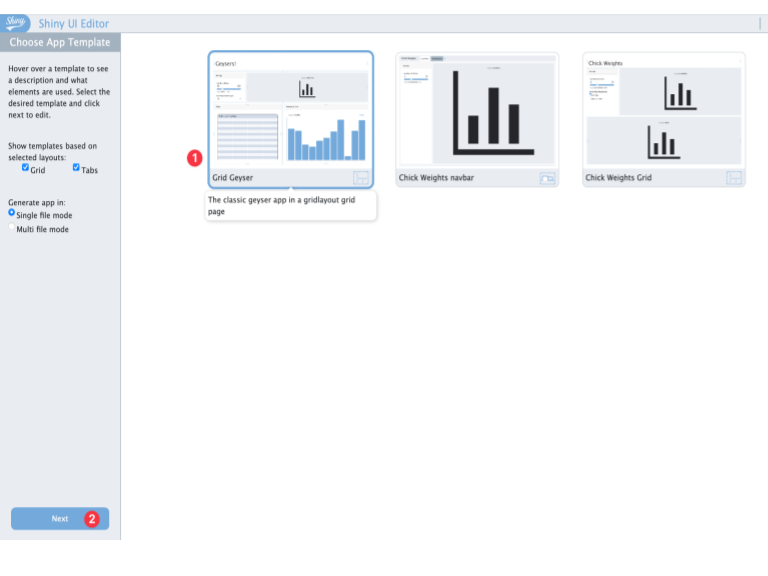 Shiny
Shiny UI Editor
Choose App Template
Hover over a template to see
a description and what
elements are used. Select the
desired template and click
next to edit.
Show templates based on
selected layouts:
Grid
Tabs
Generate app in:
Single file mode
Multi file mode
Next
2
1
Geysers!
Grid Geyser
The classic geyser app in a gridlayout grid
page
Chick Weights navbar
Chick Weights
Chick Weights Grid